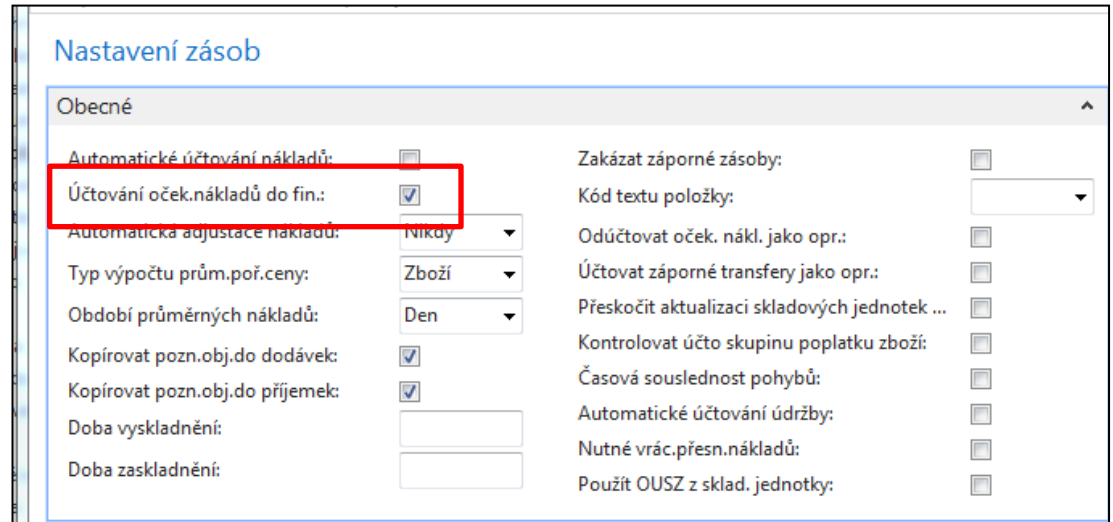 Nastavení zásob
Obecné
Automatické účtování nákladů:
Účtování oček.nákladů do fin.:
Automatická adjustace nákladů: Nikdy
Typ výpočtu prům.poř.ceny: Zboží
Období průměrných nákladů: Den
Kopírovat pozn.obj.do dodávek:
Kopírovat pozn.obj.do příjemek:
Doba vyskladnění:
Doba zaskladnění:
Zakázat záporné zásoby:
Kód textu položky:
Odúčtovat oček. nákl. jako opr.:
Účtovat záporné transfery jako opr.:
Přeskočit aktualizaci skladových jednotek ...
Kontrolovat účto skupinu poplatku zboží:
Časová souslednost pohybů:
Automatické účtování údržby:
Nutné vrác.přesn.nákladů:
Použít OUSZ z sklad. jednotky: